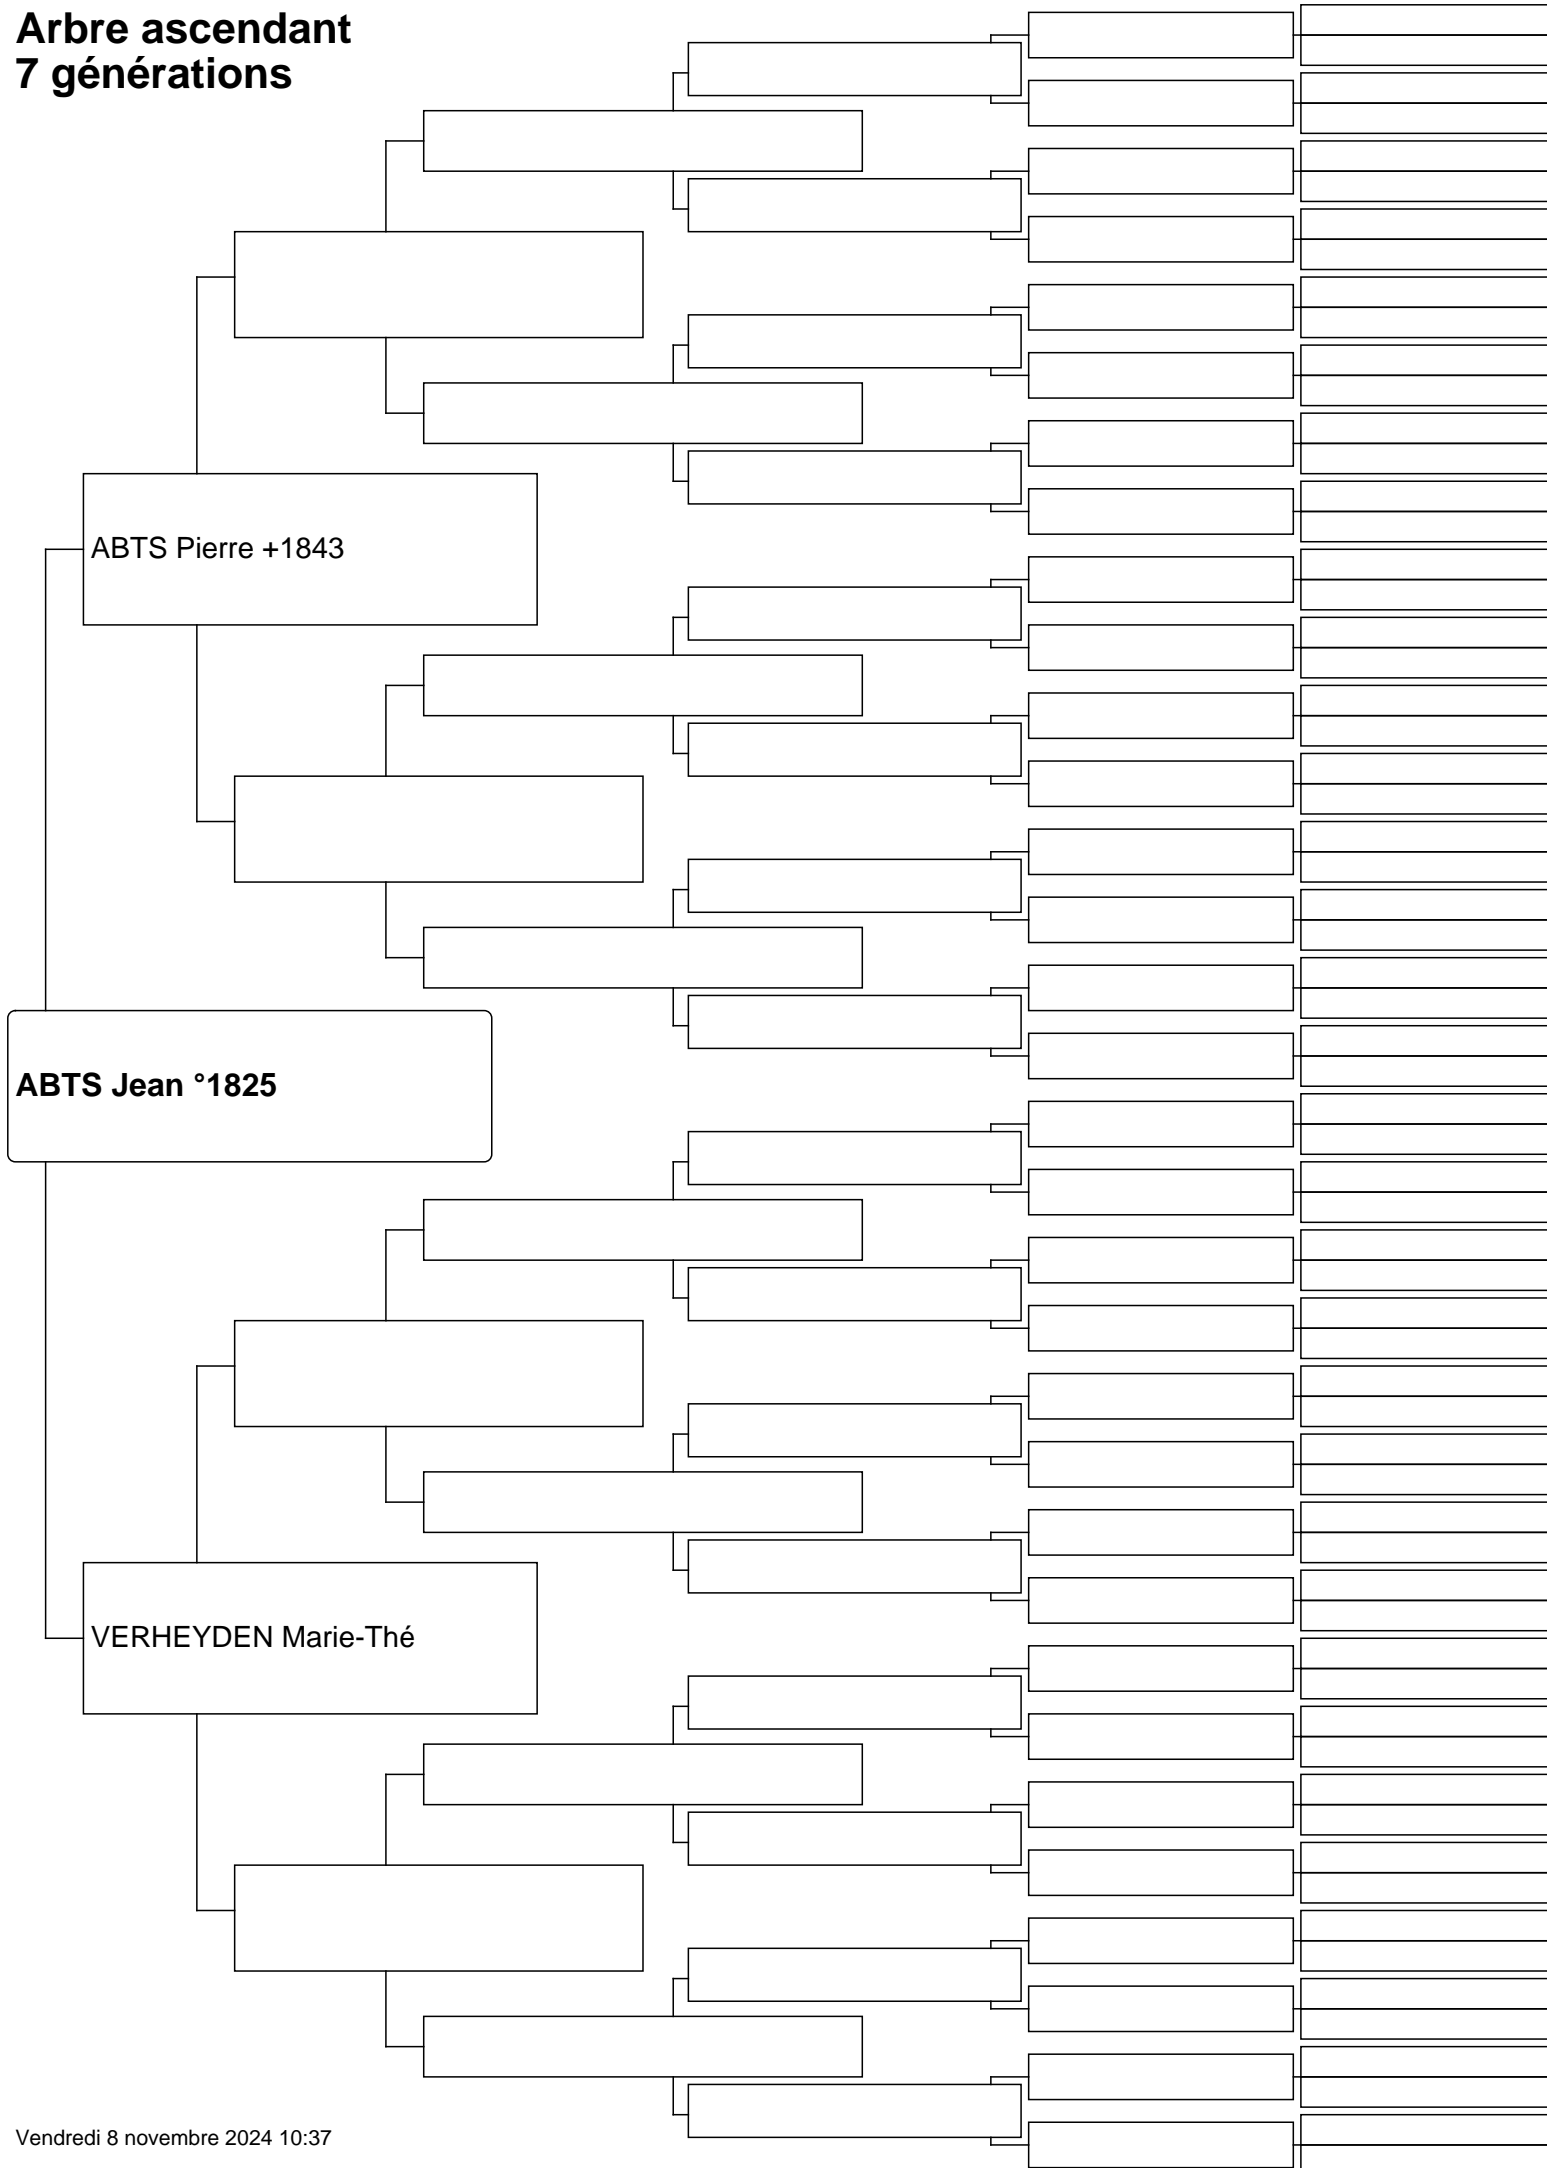 Arbre ascendant
7 générations
ABTS Pierre +1843
ABTS Jean °1825
VERHEYDEN Marie-Thé
Vendredi 8 novembre 2024 10:37